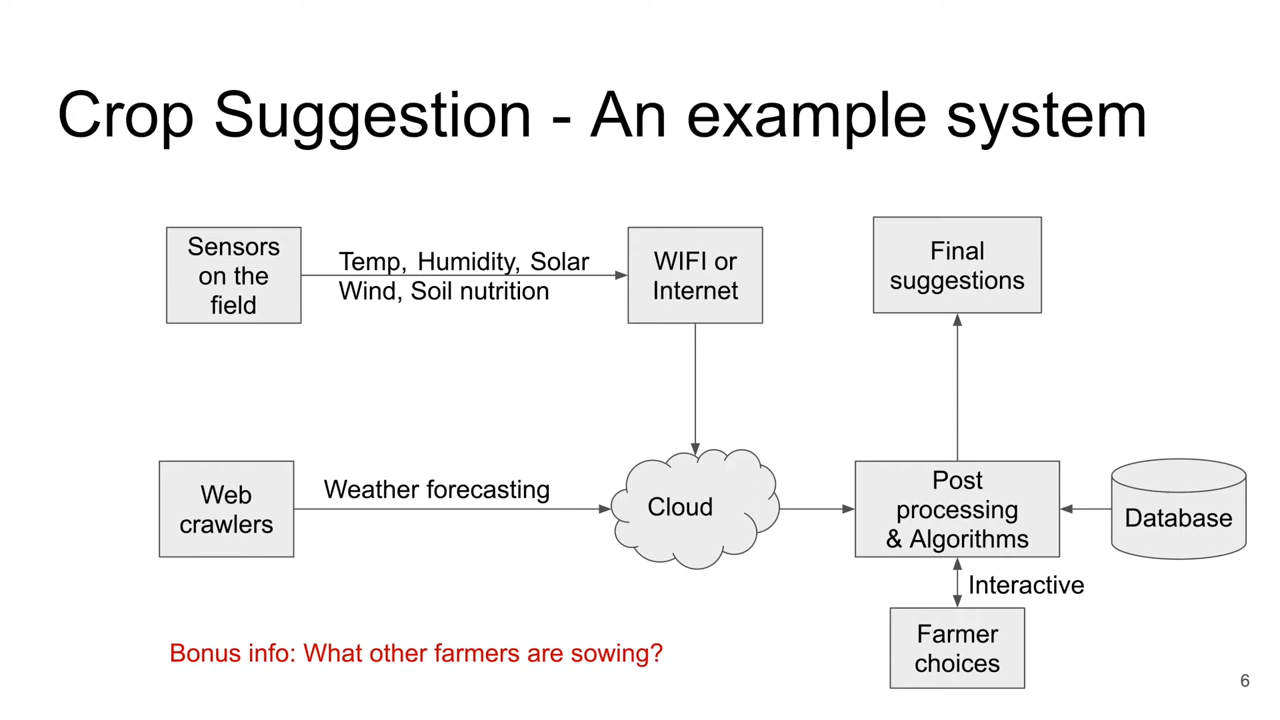 Crop Suggestion - An example system
Sensors
on the
field
Temp, Humidity, Solar
Wind, Soil nutrition
WIFI or
Internet
Final
suggestions
Web
crawlers
Weather forecasting
Cloud
Post
processing
& Algorithms
Database
Interactive
Farmer
choices
Bonus info: What other farmers are sowing?
6